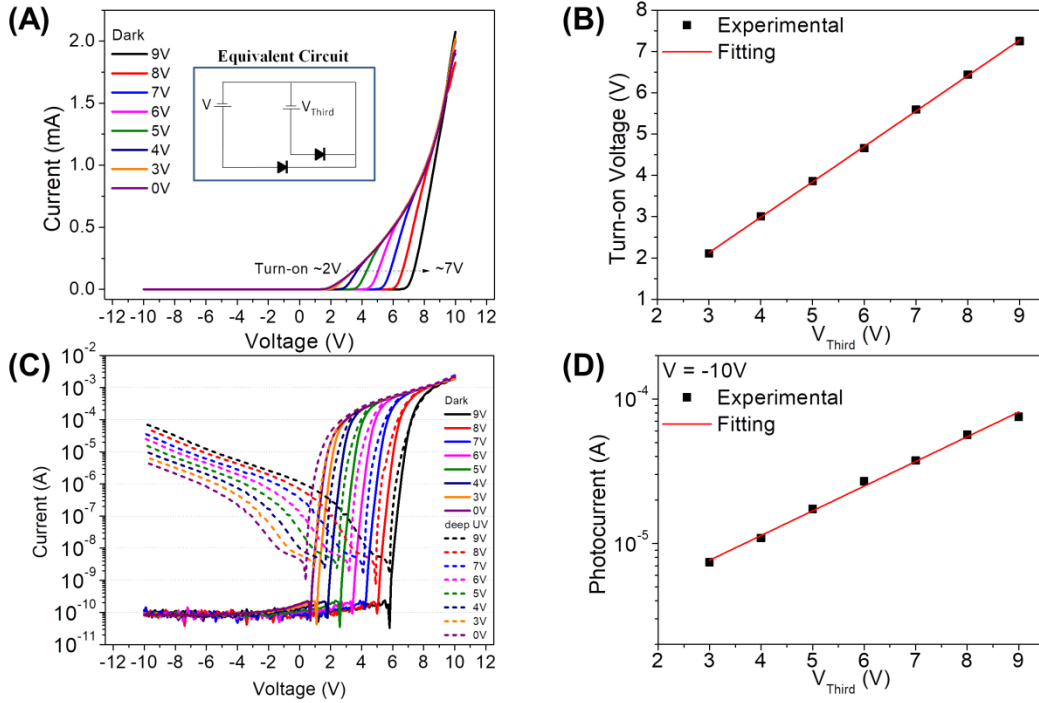 (A)
Dark
9V
8V
7V
6V
5V
4V
3V
0V
Equivalent Circuit
V
V_Third
Turn-on ~2V
~7V
Current (mA)
2.0
1.5
1.0
0.5
0.0
-12 -10 -8 -6 -4 -2 0 2 4 6 8 10 12
Voltage (V)
(B)
Experimental
Fitting
Turn-on Voltage (V)
8
7
6
5
4
3
2
1
2 3 4 5 6 7 8 9
V_Third (V)
(C)
Current (A)
10^-2
10^-3
10^-4
10^-5
10^-6
10^-7
10^-8
10^-9
10^-10
10^-11
Dark
9V
8V
7V
6V
5V
4V
3V
0V
deep UV
9V
8V
7V
6V
5V
4V
3V
0V
-12 -10 -8 -6 -4 -2 0 2 4 6 8 10 12
Voltage (V)
(D)
V = -10V
Experimental
Fitting
Photocurrent (A)
10^-4
10^-5
2 3 4 5 6 7 8 9
V_Third (V)